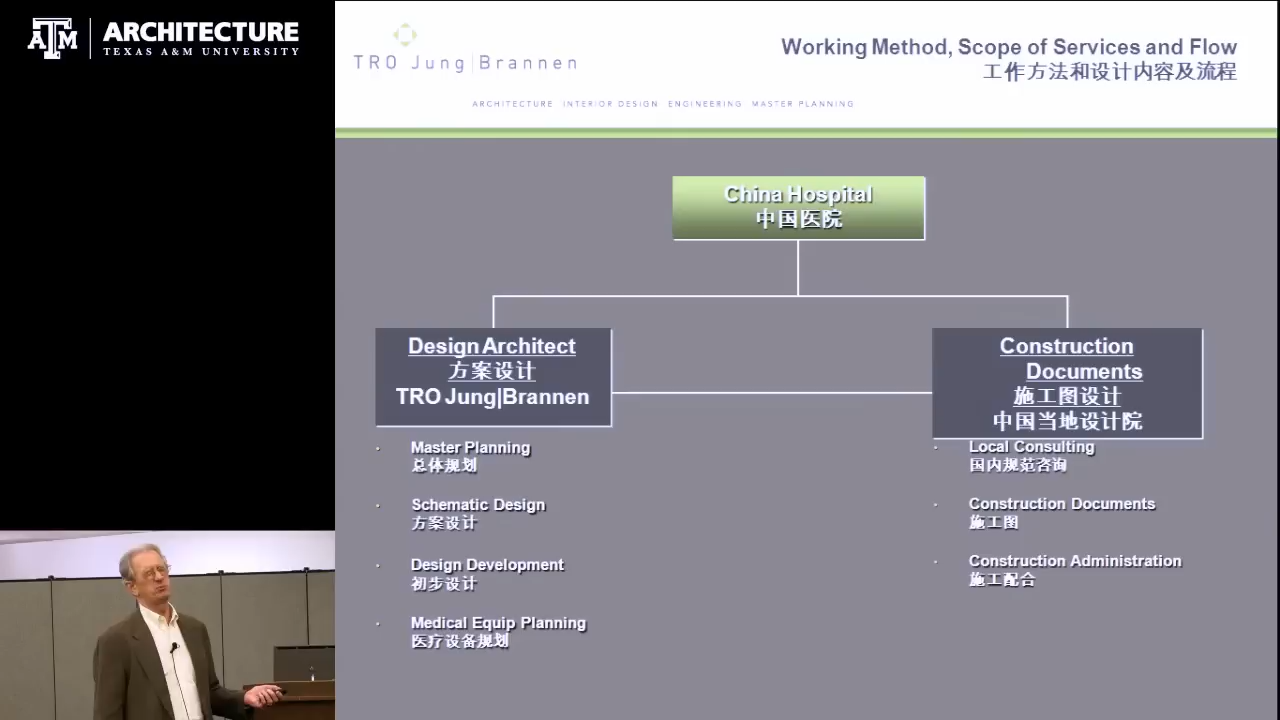 ARCHITECTURE
TEXAS A&M UNIVERSITY
TRO Jung|Brannen
ARCHITECTURE INTERIOR DESIGN ENGINEERING MASTER PLANNING
Working Method, Scope of Services and Flow
工作方法和设计内容及流程
China Hospital
中国医院
Design Architect
方案设计
TRO Jung|Brannen
Master Planning
总体规划
Schematic Design
方案设计
Design Development
初步设计
Medical Equip Planning
医疗设备规划
Construction
Documents
施工图设计
中国当地设计院
Local Consulting
国内规范咨询
Construction Documents
施工图
Construction Administration
施工配合